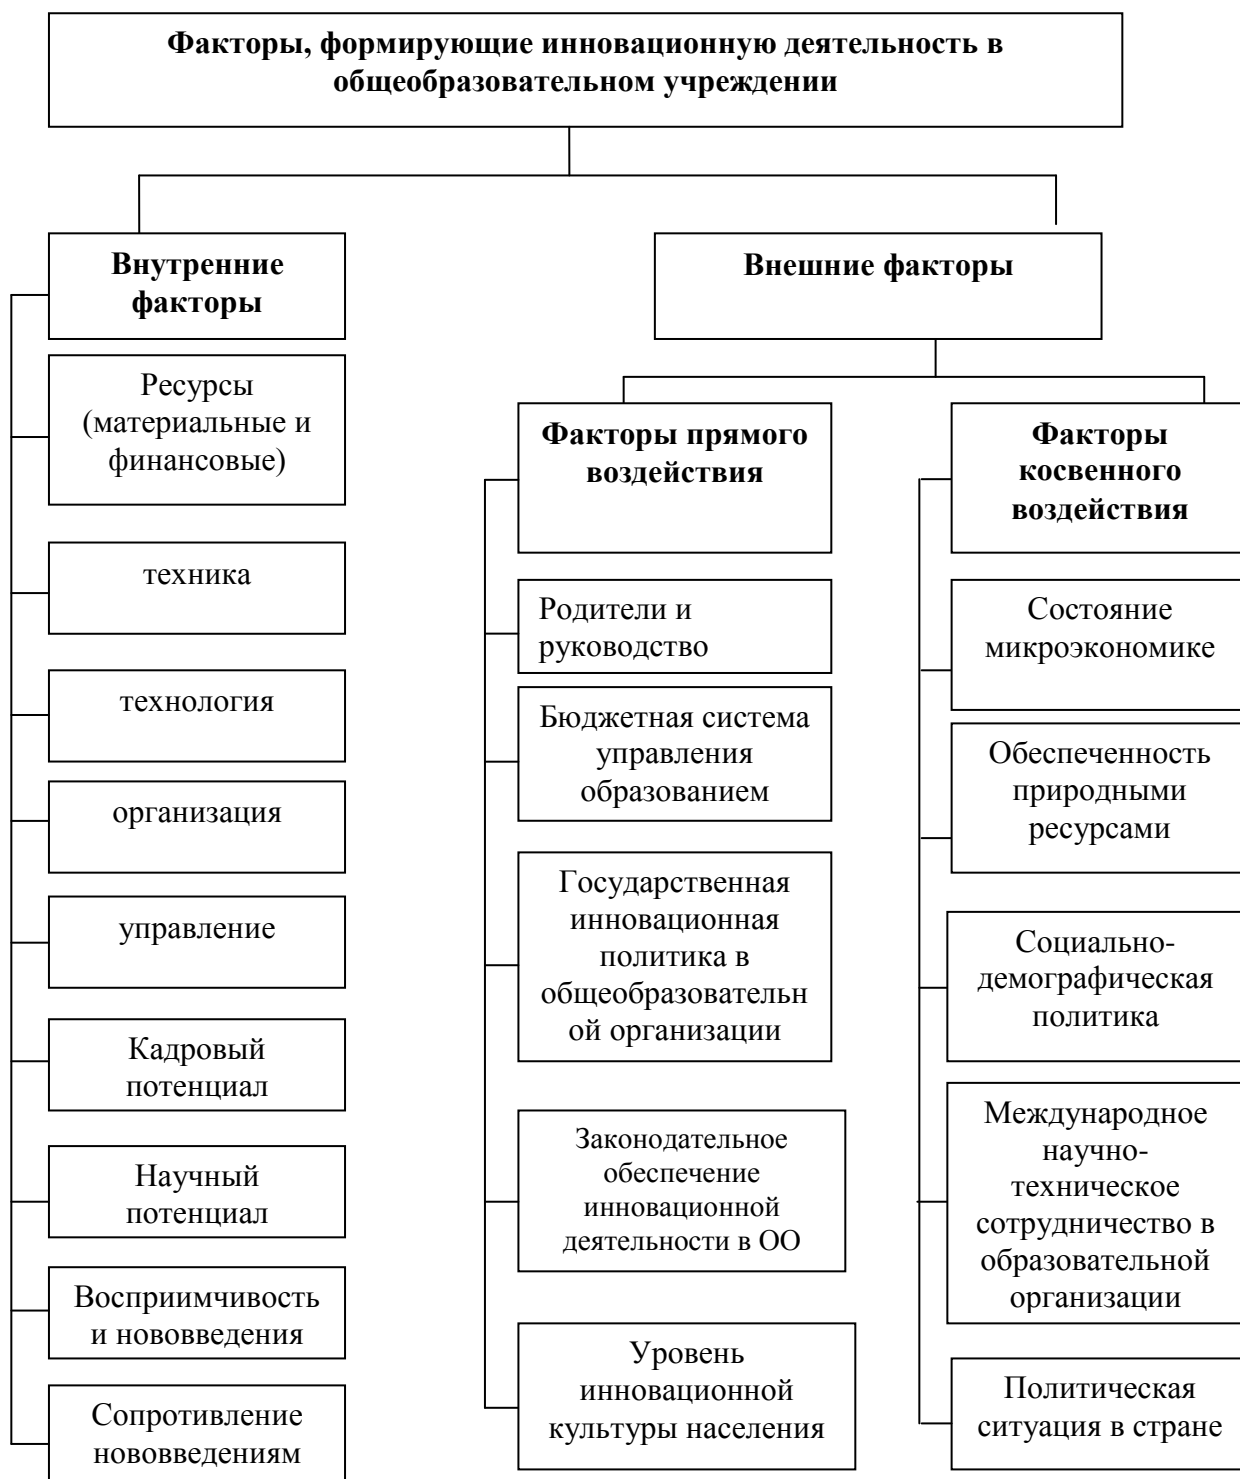 Факторы, формирующие инновационную деятельность в
общеобразовательном учреждении
Внутренние
факторы
Ресурсы
(материальные и
финансовые)
техника
технология
организация
управление
Кадровый
потенциал
Научный
потенциал
Восприимчивость
и нововведения
Сопротивление
нововведениям
Внешние факторы
Факторы прямого
воздействия
Родители и
руководство
Бюджетная система
управления
образованием
Государственная
инновационная
политика в
общеобразовательн
ой организации
Законодательное
обеспечение
инновационной
деятельности в ОО
Уровень
инновационной
культуры населения
Факторы
косвенного
воздействия
Состояние
микроэкономике
Обеспеченность
природными
ресурсами
Социально-
демографическая
политика
Международное
научно-
техническое
сотрудничество в
образовательной
организации
Политическая
ситуация в стране